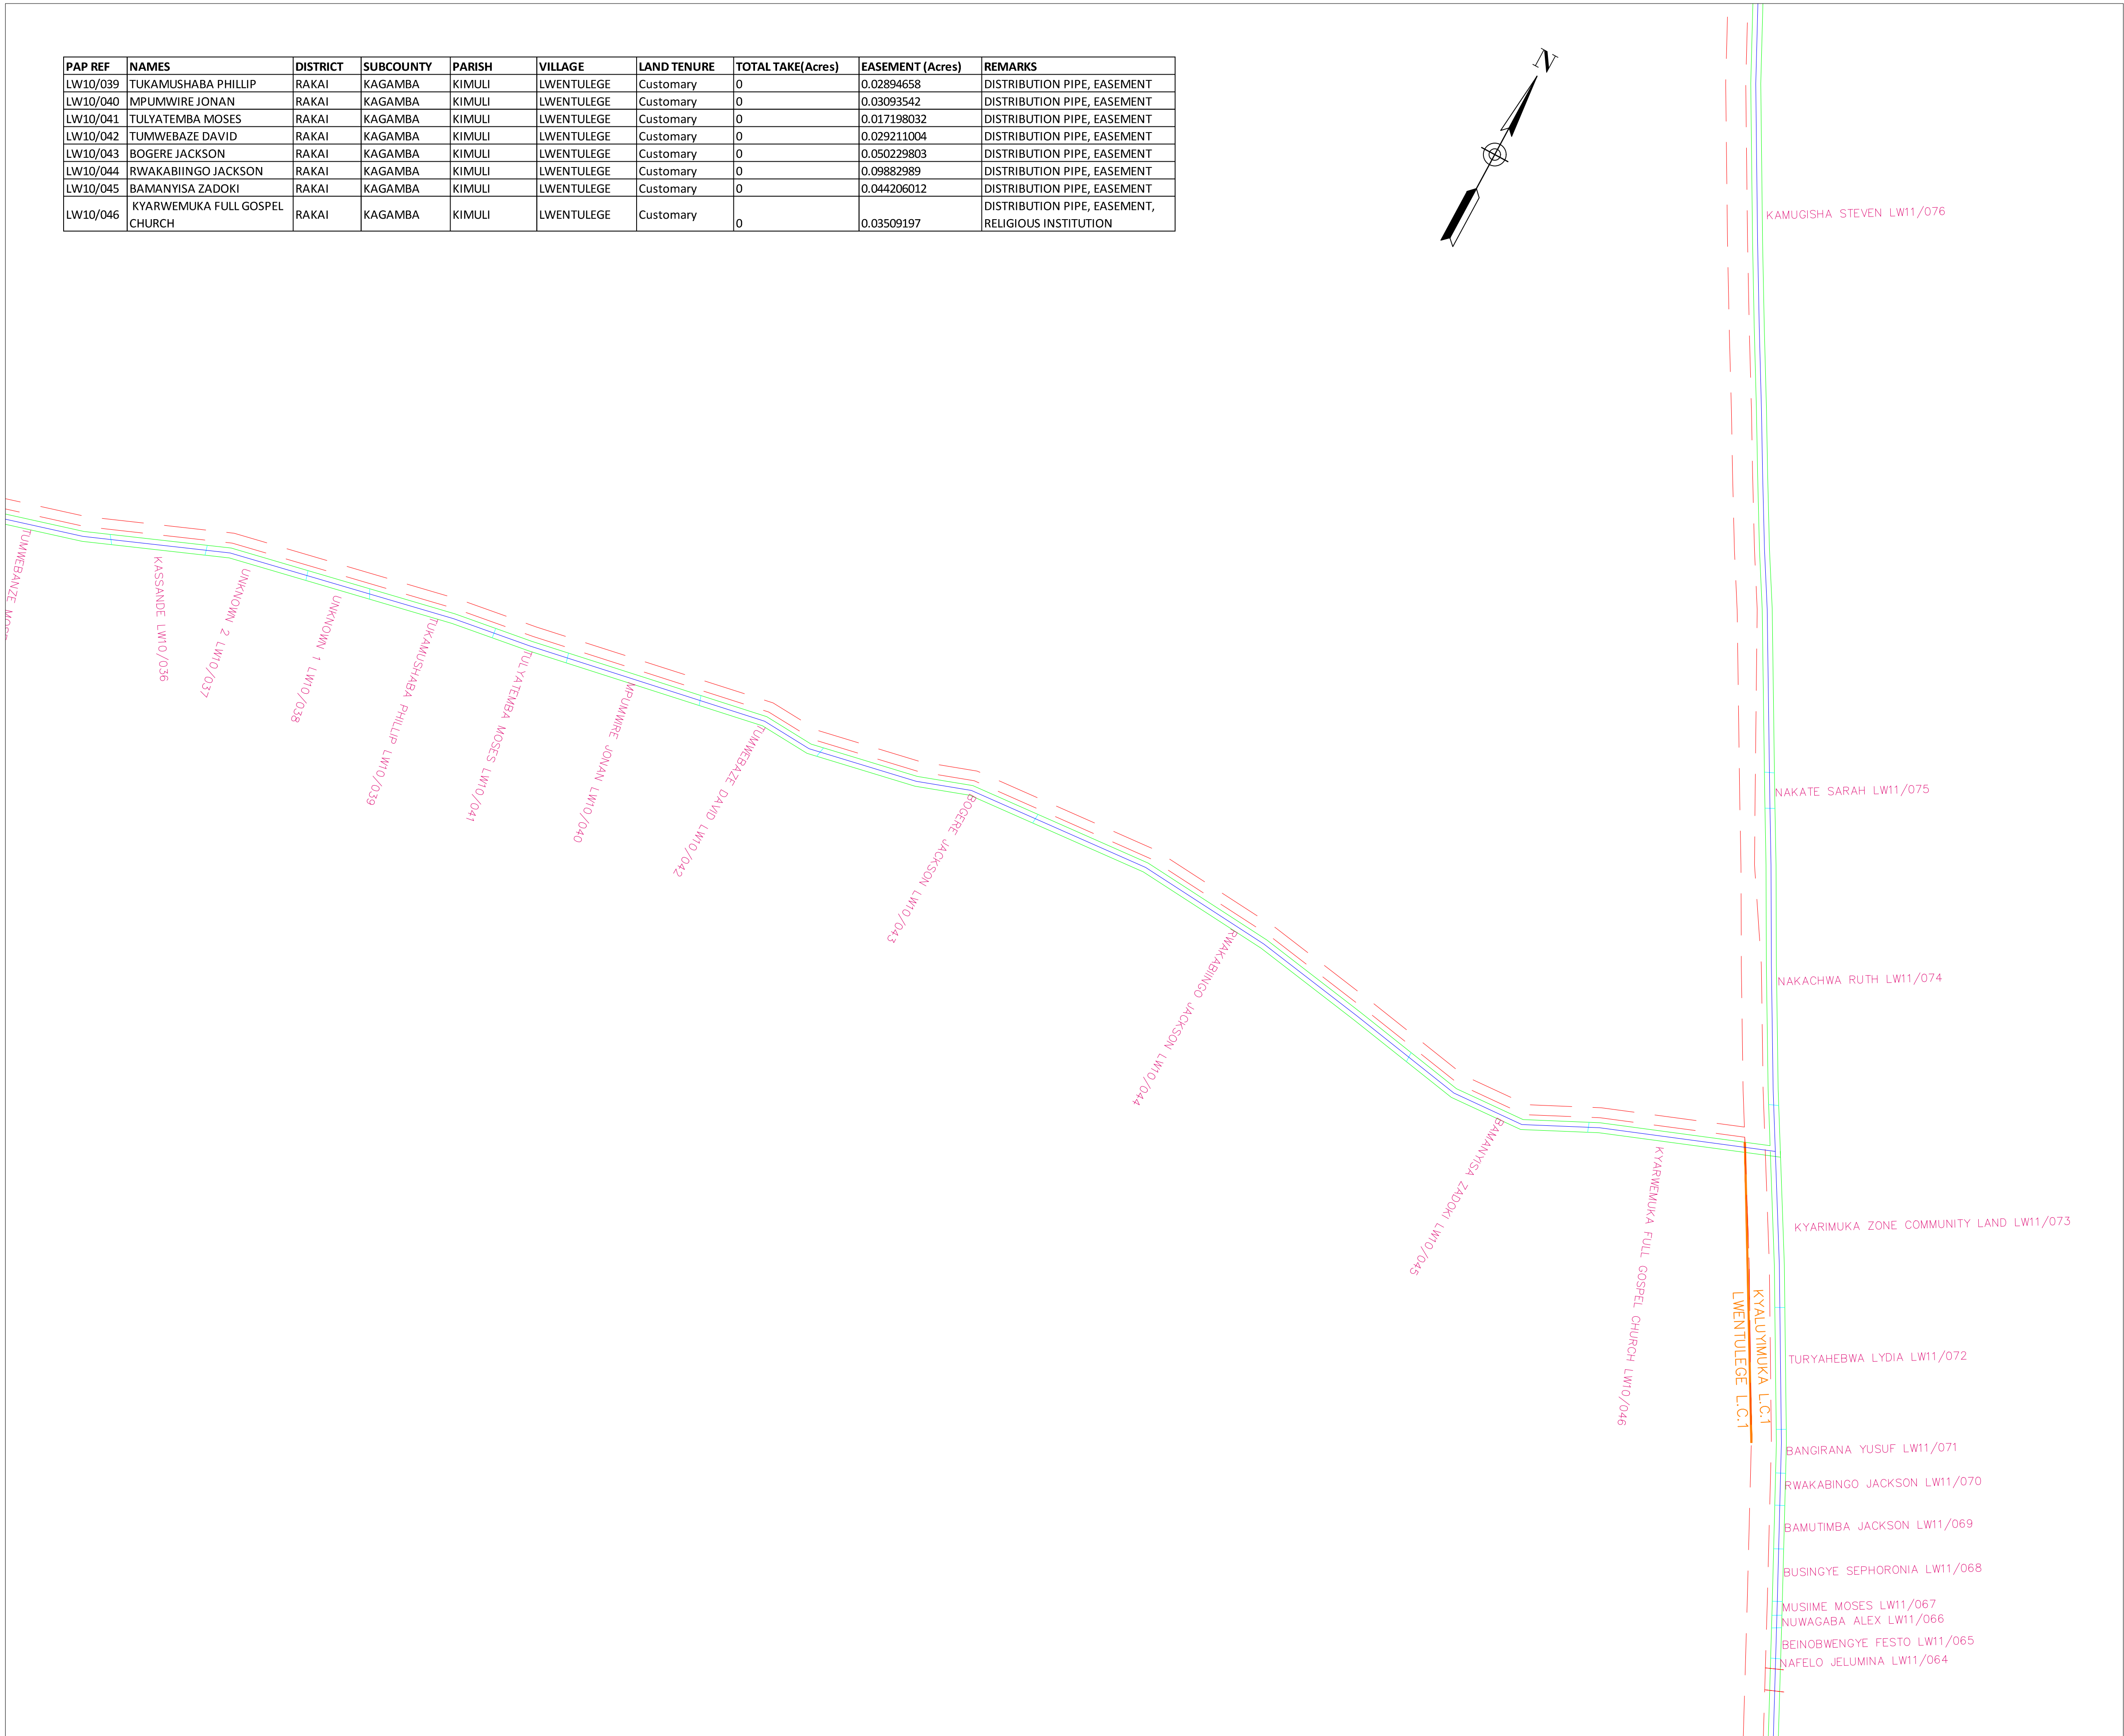 PAP REF NAMES DISTRICT SUBCOUNTY PARISH VILLAGE LAND TENURE TOTAL TAKE(Acres) EASEMENT (Acres) REMARKS
LW10/039 TUKAMUSHABA PHILLIP RAKAI KAGAMBA KIMULI LWENTULEGE Customary 0 0.02894658 DISTRIBUTION PIPE, EASEMENT
LW10/040 MPUMWIRE JONAN RAKAI KAGAMBA KIMULI LWENTULEGE Customary 0 0.03093542 DISTRIBUTION PIPE, EASEMENT
LW10/041 TULYATEMBA MOSES RAKAI KAGAMBA KIMULI LWENTULEGE Customary 0 0.017198032 DISTRIBUTION PIPE, EASEMENT
LW10/042 TUMWEBAZE DAVID RAKAI KAGAMBA KIMULI LWENTULEGE Customary 0 0.029211004 DISTRIBUTION PIPE, EASEMENT
LW10/043 BOGERE JACKSON RAKAI KAGAMBA KIMULI LWENTULEGE Customary 0 0.050229803 DISTRIBUTION PIPE, EASEMENT
LW10/044 RWAKABIINGO JACKSON RAKAI KAGAMBA KIMULI LWENTULEGE Customary 0 0.09882989 DISTRIBUTION PIPE, EASEMENT
LW10/045 BAMANYISA ZADOKI RAKAI KAGAMBA KIMULI LWENTULEGE Customary 0 0.044206012 DISTRIBUTION PIPE, EASEMENT
LW10/046 KYARWEMUKA FULL GOSPEL CHURCH RAKAI KAGAMBA KIMULI LWENTULEGE Customary 0 0.03509197 DISTRIBUTION PIPE, EASEMENT, RELIGIOUS INSTITUTION
N
TUMWEBANZE
KASSANDE LW10/036
UNKNOWN 2 LW10/037
UNKNOWN 1 LW10/038
TUKAMUSHABA PHILLIP LW10/039
TULYATEMBA MOSES LW10/041
MPUMWIRE JONAN LW10/040
TUMWEBAZE DAVID LW10/042
BOGERE JACKSON LW10/043
RWAKABIINGO JACKSON LW10/044
BAMANYISA ZADOKI LW10/045
KYARWEMUKA FULL GOSPEL CHURCH LW10/046
LWENTULEGE L.C.1
KYALUYIMUKA L.C.1
KAMUGISHA STEVEN LW11/076
NAKATE SARAH LW11/075
NAKACHWA RUTH LW11/074
KYARIMUKA ZONE COMMUNITY LAND LW11/073
TURYAHEBWA LYDIA LW11/072
BANGIRANA YUSUF LW11/071
RWAKABINGO JACKSON LW11/070
BAMUTIMBA JACKSON LW11/069
BUSINGYE SEPHORONIA LW11/068
MUSIIME MOSES LW11/067
NUWAGABA ALEX LW11/066
BEINOBWENGYE FESTO LW11/065
NAFELO JELUMINA LW11/064